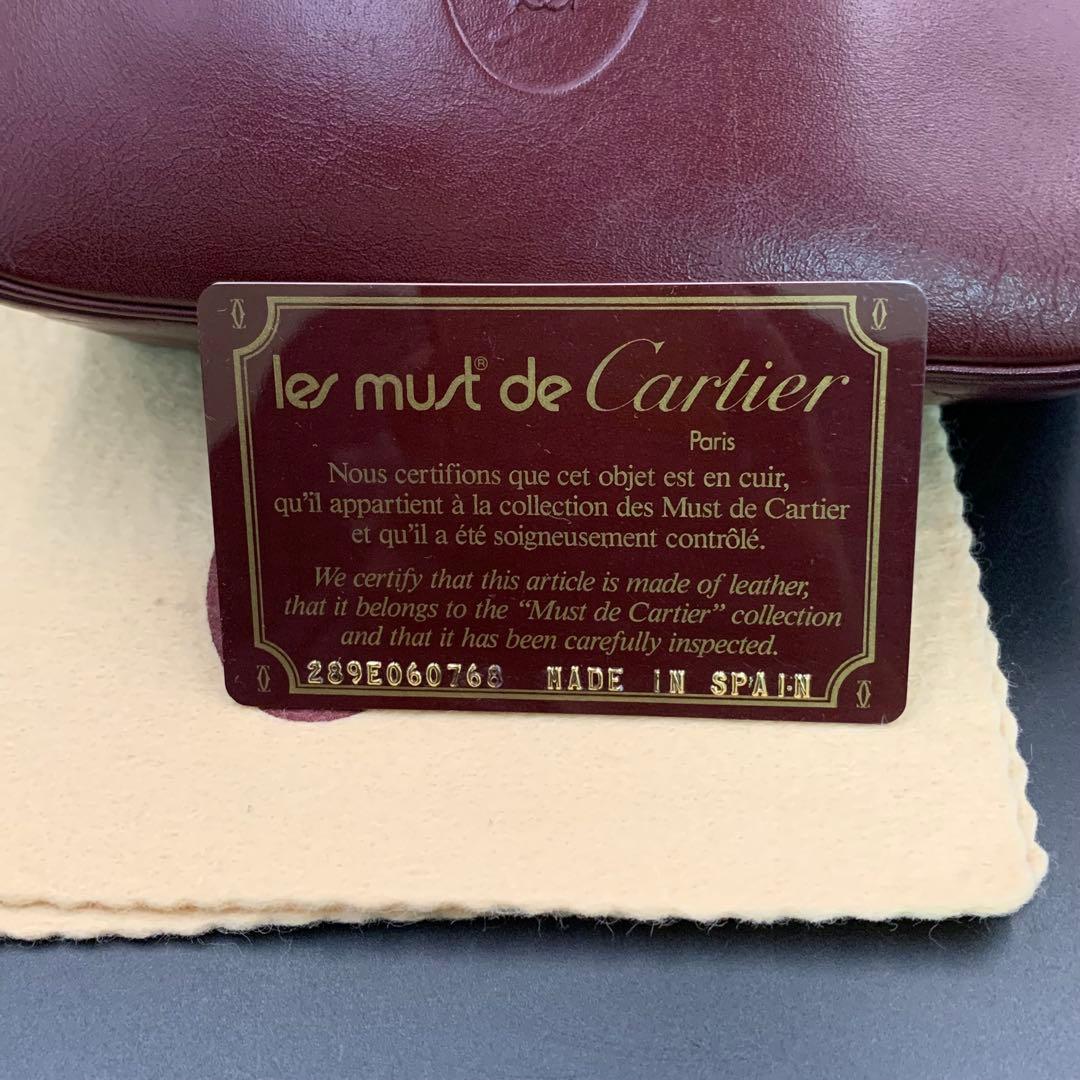 les must® de Cartier
Paris
Nous certifions que cet objet est en cuir,
qu'il appartient à la collection des Must de Cartier
et qu'il a été soigneusement contrôlé.
We certify that this article is made of leather,
that it belongs to the “Must de Cartier” collection
and that it has been carefully inspected.
289E060768 MADE IN SPAIN